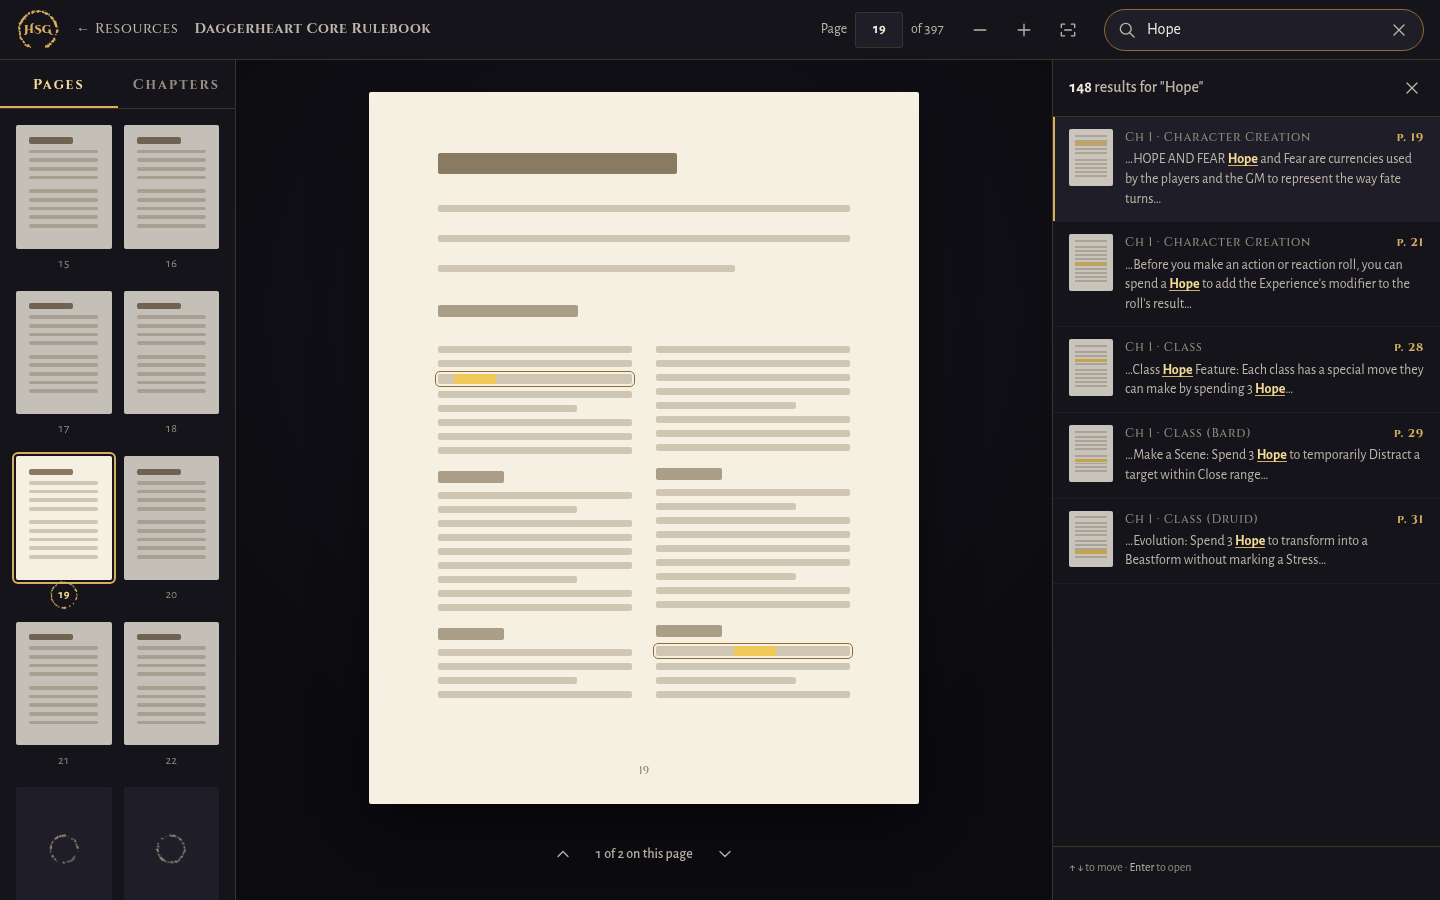 HSG
← Resources
Daggerheart Core Rulebook
Page
19
of 397
Hope
Pages
Chapters
15
16
17
18
19
20
21
22
19
1 of 2 on this page
148 results for "Hope"
Ch 1 · Character Creation
p. 19
…HOPE AND FEAR Hope and Fear are currencies used
by the players and the GM to represent the way fate
turns…
Ch 1 · Character Creation
p. 21
…Before you make an action or reaction roll, you can
spend a Hope to add the Experience's modifier to the
roll's result…
Ch 1 · Class
p. 28
…Class Hope Feature: Each class has a special move they
can make by spending 3 Hope…
Ch 1 · Class (Bard)
p. 29
…Make a Scene: Spend 3 Hope to temporarily Distract a
target within Close range…
Ch 1 · Class (Druid)
p. 31
…Evolution: Spend 3 Hope to transform into a
Beastform without marking a Stress…
↑ ↓ to move · Enter to open